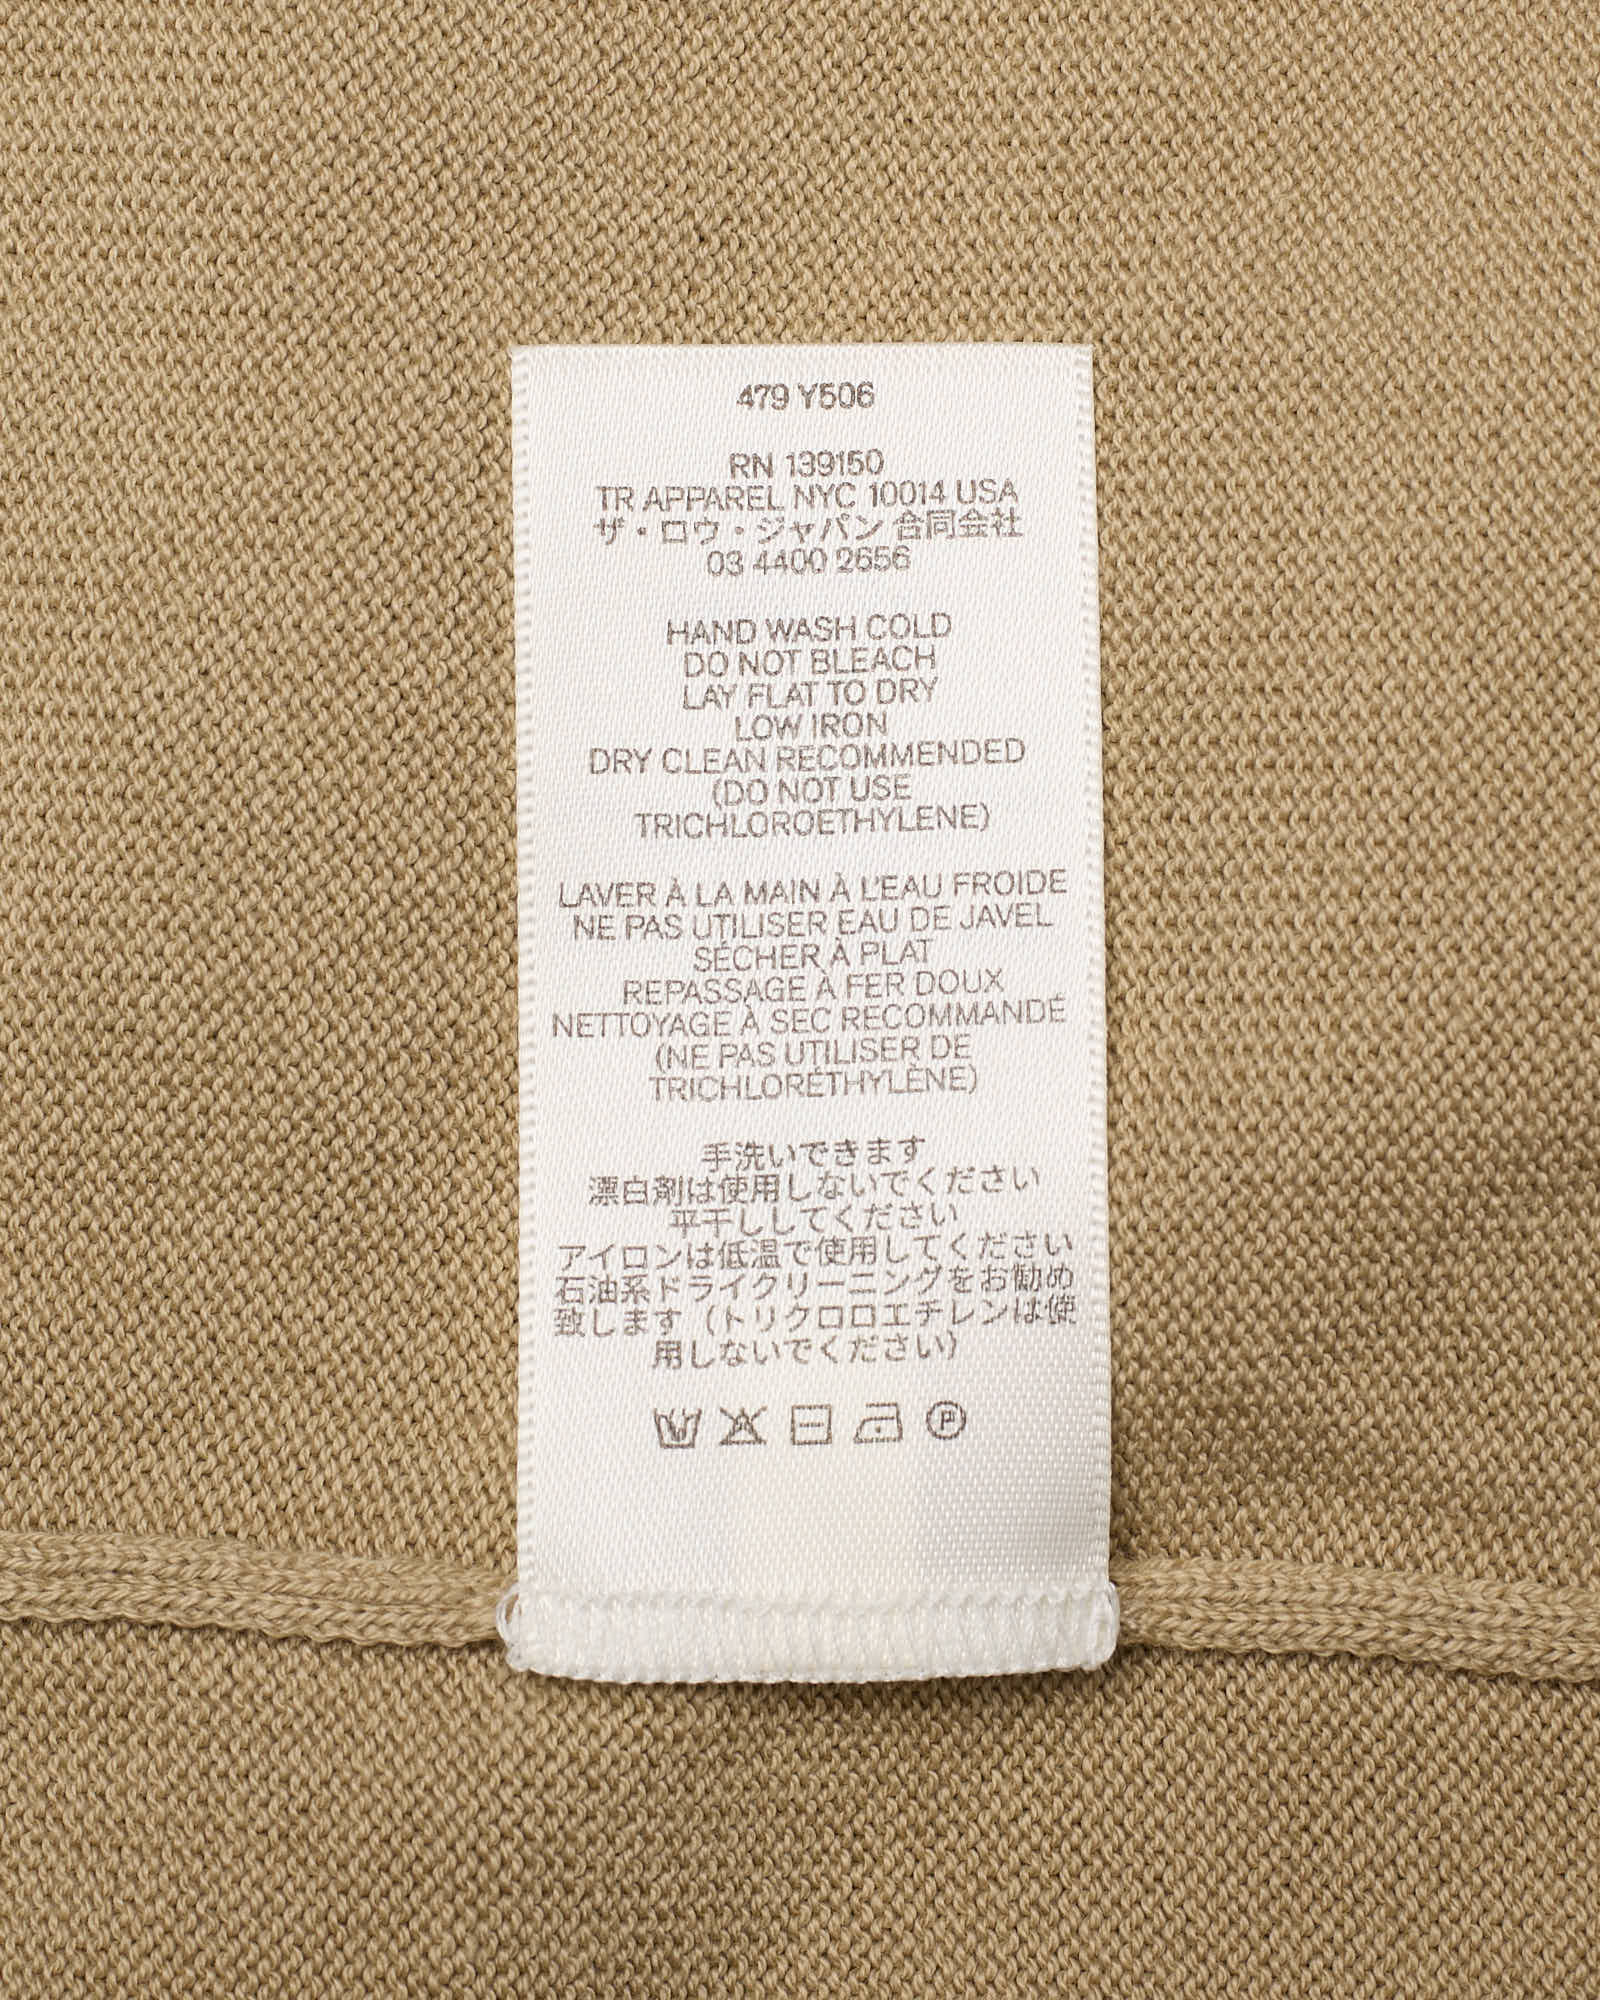 479 Y506
RN 139150
TR APPAREL NYC 10014 USA
ザ・ロウ・ジャパン 合同会社
03 4400 2656
HAND WASH COLD
DO NOT BLEACH
LAY FLAT TO DRY
LOW IRON
DRY CLEAN RECOMMENDED
(DO NOT USE
TRICHLOROETHYLENE)
LAVER À LA MAIN À L'EAU FROIDE
NE PAS UTILISER EAU DE JAVEL
SÉCHER À PLAT
REPASSAGE À FER DOUX
NETTOYAGE À SEC RECOMMANDÉ
(NE PAS UTILISER DE
TRICHLORÉTHYLÈNE)
手洗いできます
漂白剤は使用しないでください
平干ししてください
アイロンは低温で使用してください
石油系ドライクリーニングをお勧め
致します（トリクロロエチレンは使
用しないでください）
P